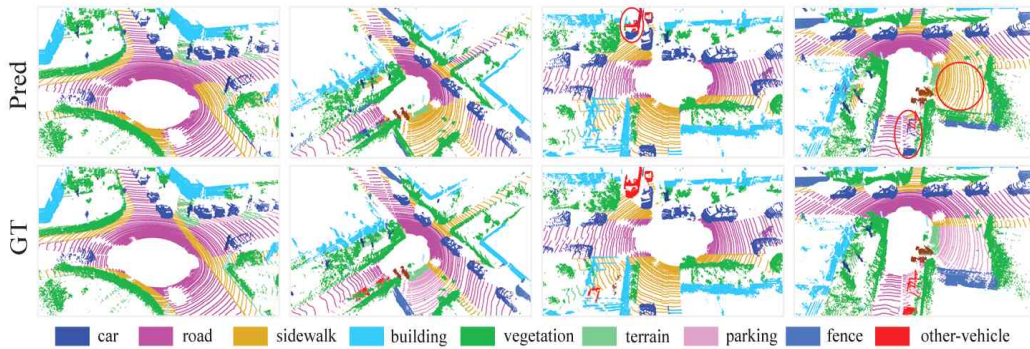 Pred
GT
car road sidewalk building vegetation terrain parking fence other-vehicle